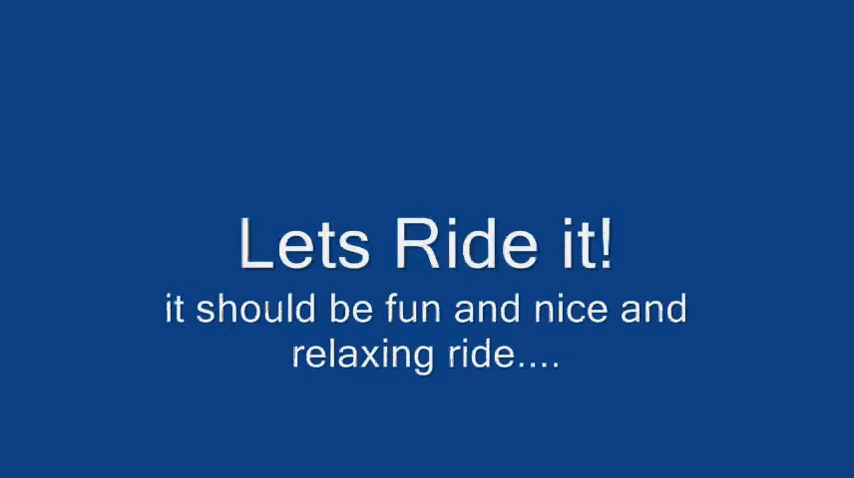 Lets Ride it!
it should be fun and nice and
relaxing ride....